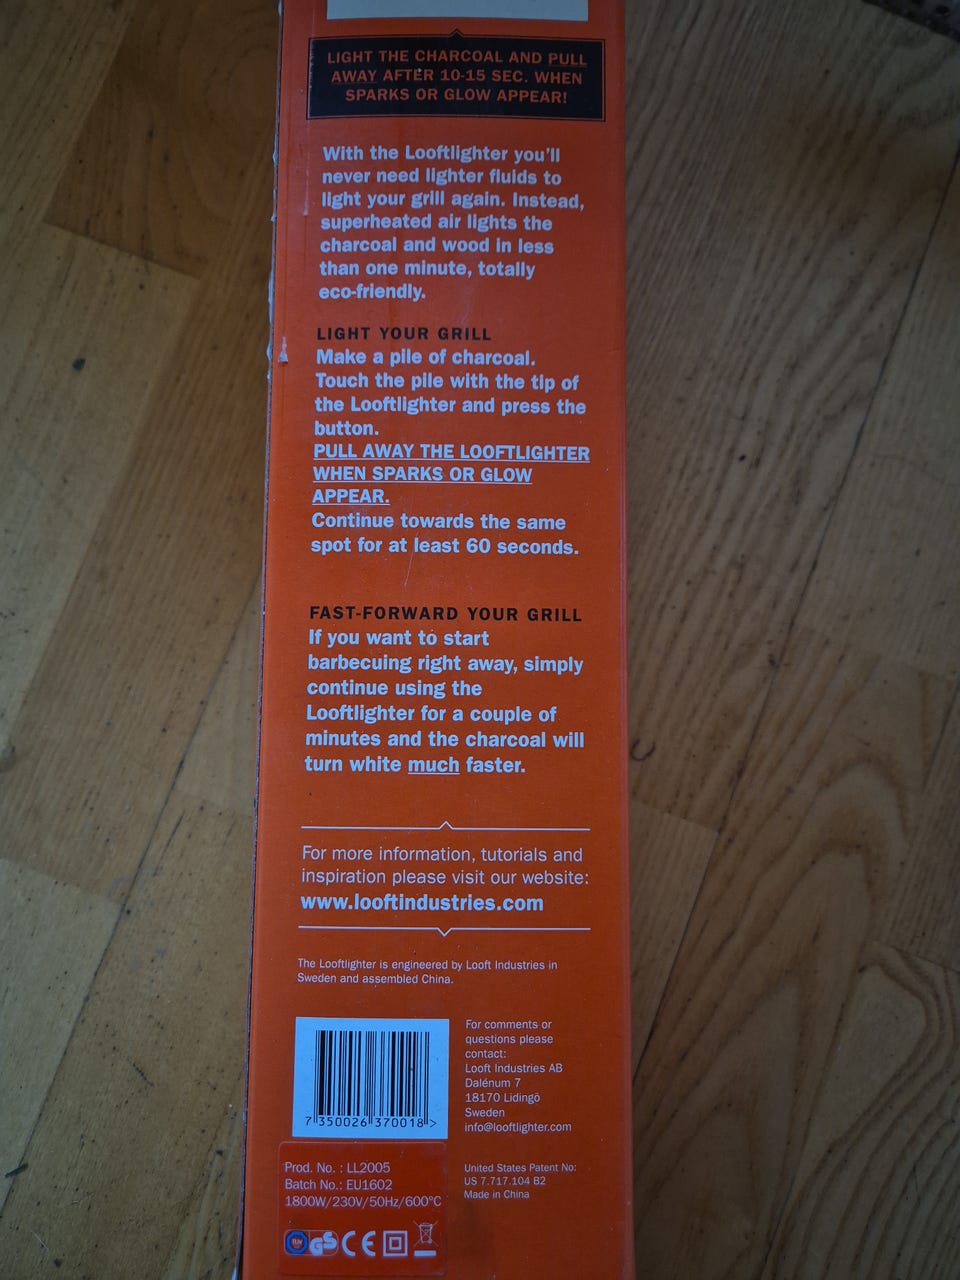 LIGHT THE CHARCOAL AND PULL
AWAY AFTER 10-15 SEC. WHEN
SPARKS OR GLOW APPEAR!
With the Looftlighter you'll
never need lighter fluids to
light your grill again. Instead,
superheated air lights the
charcoal and wood in less
than one minute, totally
eco-friendly.
LIGHT YOUR GRILL
Make a pile of charcoal.
Touch the pile with the tip of
the Looftlighter and press the
button.
PULL AWAY THE LOOFTLIGHTER
WHEN SPARKS OR GLOW
APPEAR.
Continue towards the same
spot for at least 60 seconds.
FAST-FORWARD YOUR GRILL
If you want to start
barbecuing right away, simply
continue using the
Looftlighter for a couple of
minutes and the charcoal will
turn white much faster.
For more information, tutorials and
inspiration please visit our website:
www.looftindustries.com
The Looftlighter is engineered by Looft Industries in
Sweden and assembled China.
7 350026 370018 >
For comments or
questions please
contact:
Looft Industries AB
Dalénum 7
18170 Lidingö
Sweden
info@looftlighter.com
United States Patent No:
US 7.717.104 B2
Made in China
Prod. No. : LL2005
Batch No.: EU1602
1800W/230V/50Hz/600°C
TUV GS CE